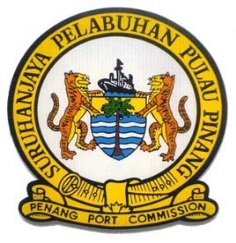 SURUHANJAYA PELABUHAN PULAU PINANG
PENANG PORT COMMISSION